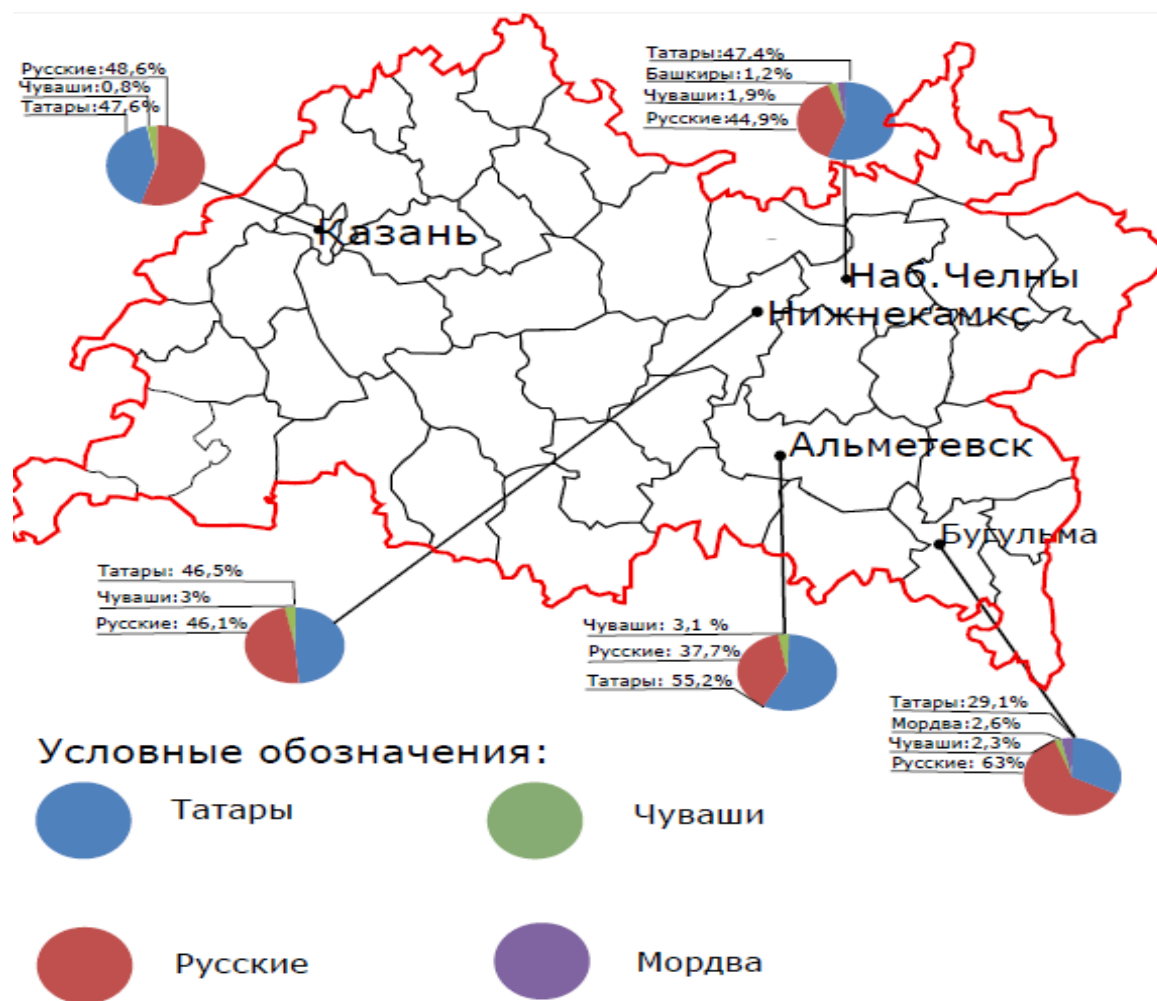 Русские:48,6%
Чуваши:0,8%
Татары:47,6%
Татары:47,4%
Башкиры:1,2%
Чуваши:1,9%
Русские:44,9%
Казань
Наб.Челны
Нижнекамкс
Альметевск
Бугульма
Татары: 46,5%
Чуваши: 3%
Русские: 46,1%
Чуваши: 3,1 %
Русские: 37,7%
Татары: 55,2%
Татары:29,1%
Мордва:2,6%
Чуваши:2,3%
Русские: 63%
Условные обозначения:
Татары
Чуваши
Русские
Мордва